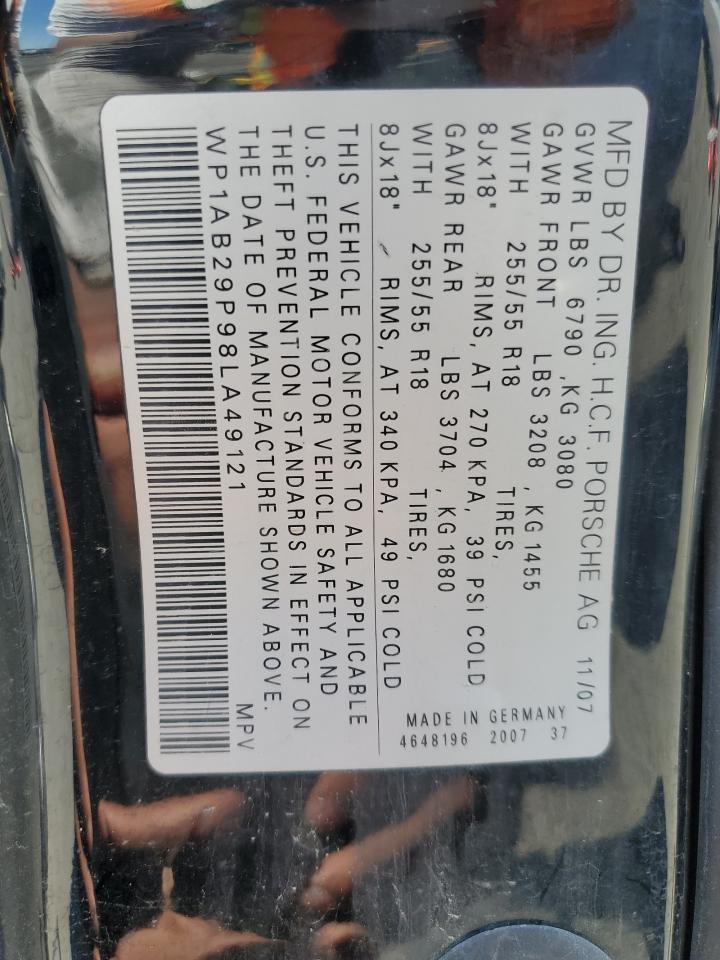 MFD BY DR. ING. H.C.F. PORSCHE AG 11/07
GVWR LBS 6790 ,KG 3080
GAWR FRONT LBS 3208 , KG 1455
WITH 255/55 R18 TIRES,
8Jx18" RIMS, AT 270 KPA, 39 PSI COLD
GAWR REAR LBS 3704 , KG 1680
WITH 255/55 R18 TIRES,
8Jx18" RIMS, AT 340 KPA, 49 PSI COLD
MADE IN GERMANY
4648196 2007 37
THIS VEHICLE CONFORMS TO ALL APPLICABLE
U.S. FEDERAL MOTOR VEHICLE SAFETY AND
THEFT PREVENTION STANDARDS IN EFFECT ON
THE DATE OF MANUFACTURE SHOWN ABOVE.
WP1AB29P98LA49121 MPV